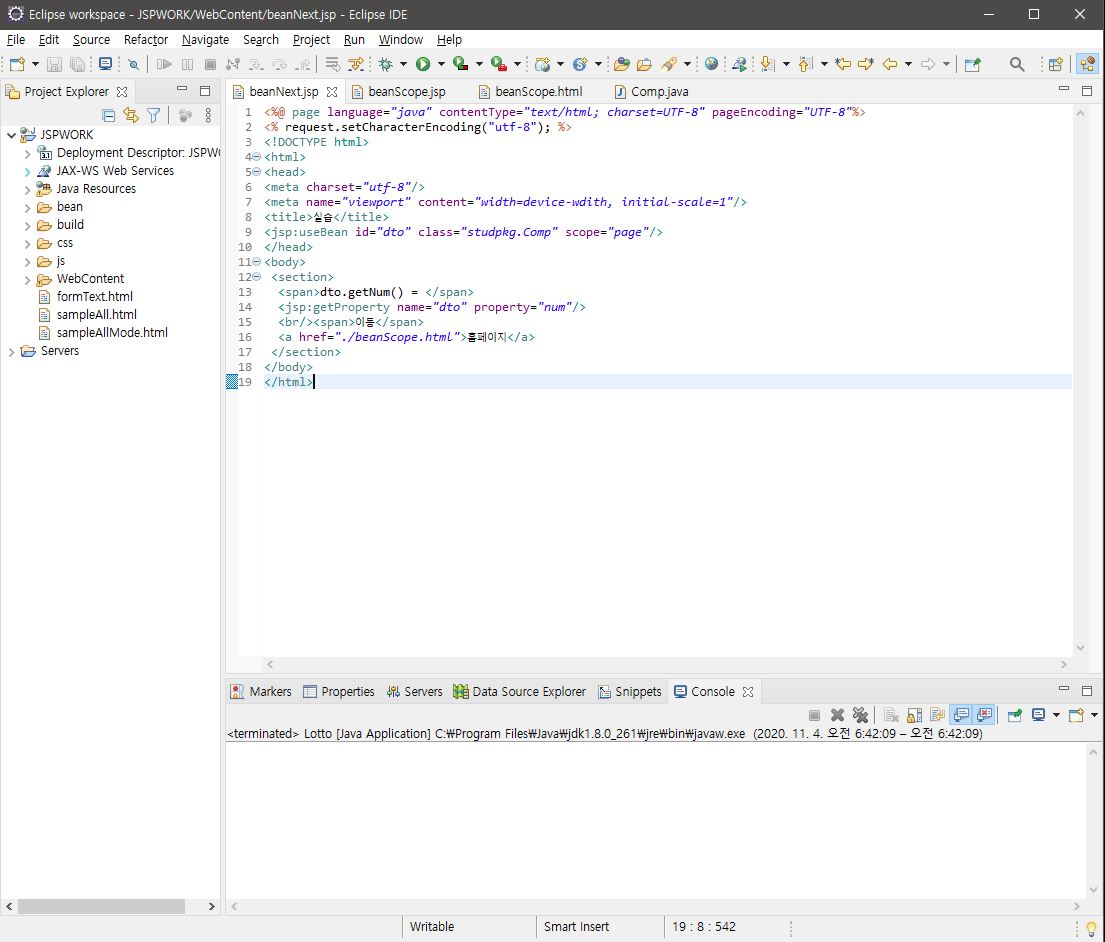 Eclipse workspace - JSPWORK/WebContent/beanNext.jsp - Eclipse IDE
File Edit Source Refactor Navigate Search Project Run Window Help
Project Explorer
JSPWORK
Deployment Descriptor: JSPW
JAX-WS Web Services
Java Resources
bean
build
css
js
WebContent
formText.html
sampleAll.html
sampleAllMode.html
Servers
beanNext.jsp beanScope.jsp beanScope.html Comp.java
1 <%@ page language="java" contentType="text/html; charset=UTF-8" pageEncoding="UTF-8"%>
2 <% request.setCharacterEncoding("utf-8"); %>
3 <!DOCTYPE html>
4 <html>
5 <head>
6 <meta charset="utf-8"/>
7 <meta name="viewport" content="width=device-wdith, initial-scale=1"/>
8 <title>실습</title>
9 <jsp:useBean id="dto" class="studpkg.Comp" scope="page"/>
10 </head>
11 <body>
12 <section>
13 <span>dto.getNum() = </span>
14 <jsp:getProperty name="dto" property="num"/>
15 <br/><span>이동</span>
16 <a href="./beanScope.html">홈페이지</a>
17 </section>
18 </body>
19 </html>
Markers Properties Servers Data Source Explorer Snippets Console
<terminated> Lotto [Java Application] C:₩Program Files₩Java₩jdk1.8.0_261₩jre₩bin₩javaw.exe (2020. 11. 4. 오전 6:42:09 – 오전 6:42:09)
Writable Smart Insert 19 : 8 : 542